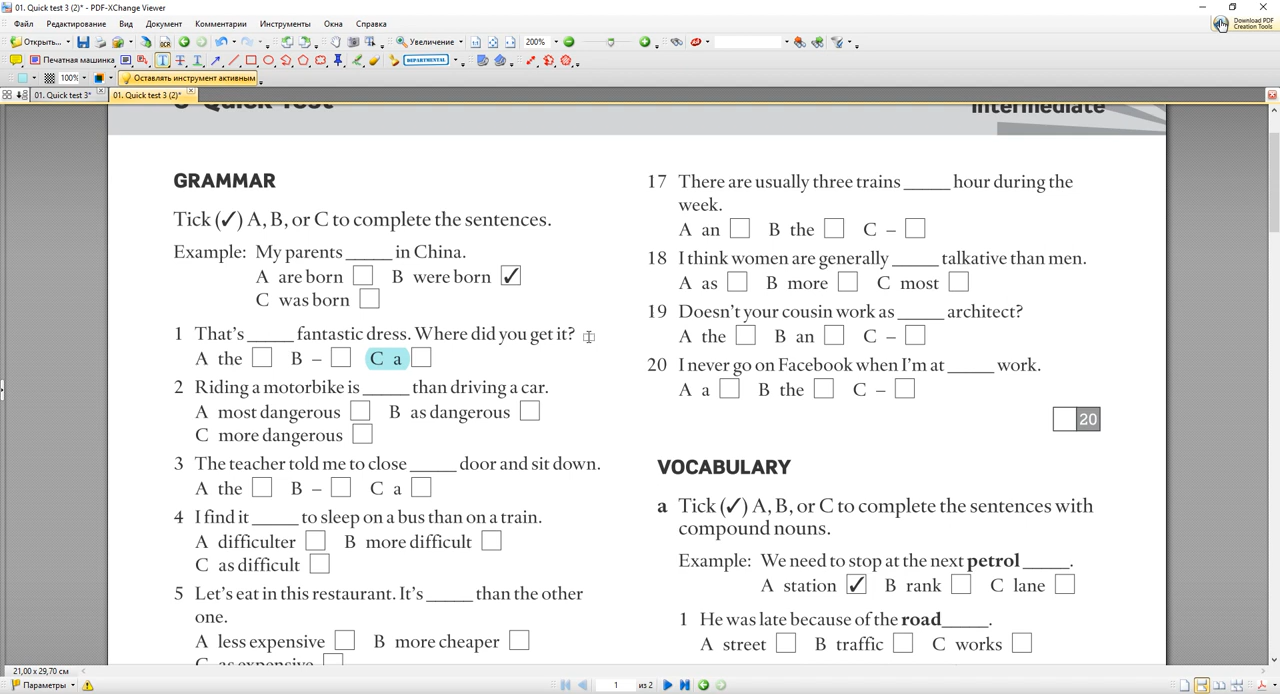 01. Quick test 3 (2)* - PDF-XChange Viewer
Файл Редактирование Вид Документ Комментарии Инструменты Окна Справка
Download PDF
Creation Tools
Открыть... OCR Увеличение 200%
Печатная машинка DEPARTMENTAL
100% Оставлять инструмент активным
01. Quick test 3* 01. Quick test 3 (2)*
3 Quick Test
Intermediate
GRAMMAR
Tick (✓) A, B, or C to complete the sentences.
Example: My parents _____ in China.
A are born B were born ✓
C was born
1 That's _____ fantastic dress. Where did you get it?
A the B – C a
2 Riding a motorbike is _____ than driving a car.
A most dangerous B as dangerous
C more dangerous
3 The teacher told me to close _____ door and sit down.
A the B – C a
4 I find it _____ to sleep on a bus than on a train.
A difficulter B more difficult
C as difficult
5 Let's eat in this restaurant. It's _____ than the other
one.
A less expensive B more cheaper
C as expensive
17 There are usually three trains _____ hour during the
week.
A an B the C –
18 I think women are generally _____ talkative than men.
A as B more C most
19 Doesn't your cousin work as _____ architect?
A the B an C –
20 I never go on Facebook when I'm at _____ work.
A a B the C –
20
VOCABULARY
a Tick (✓) A, B, or C to complete the sentences with
compound nouns.
Example: We need to stop at the next petrol _____.
A station ✓ B rank C lane
1 He was late because of the road_____.
A street B traffic C works
21,00 x 29,70 см
Параметры 1 из 2